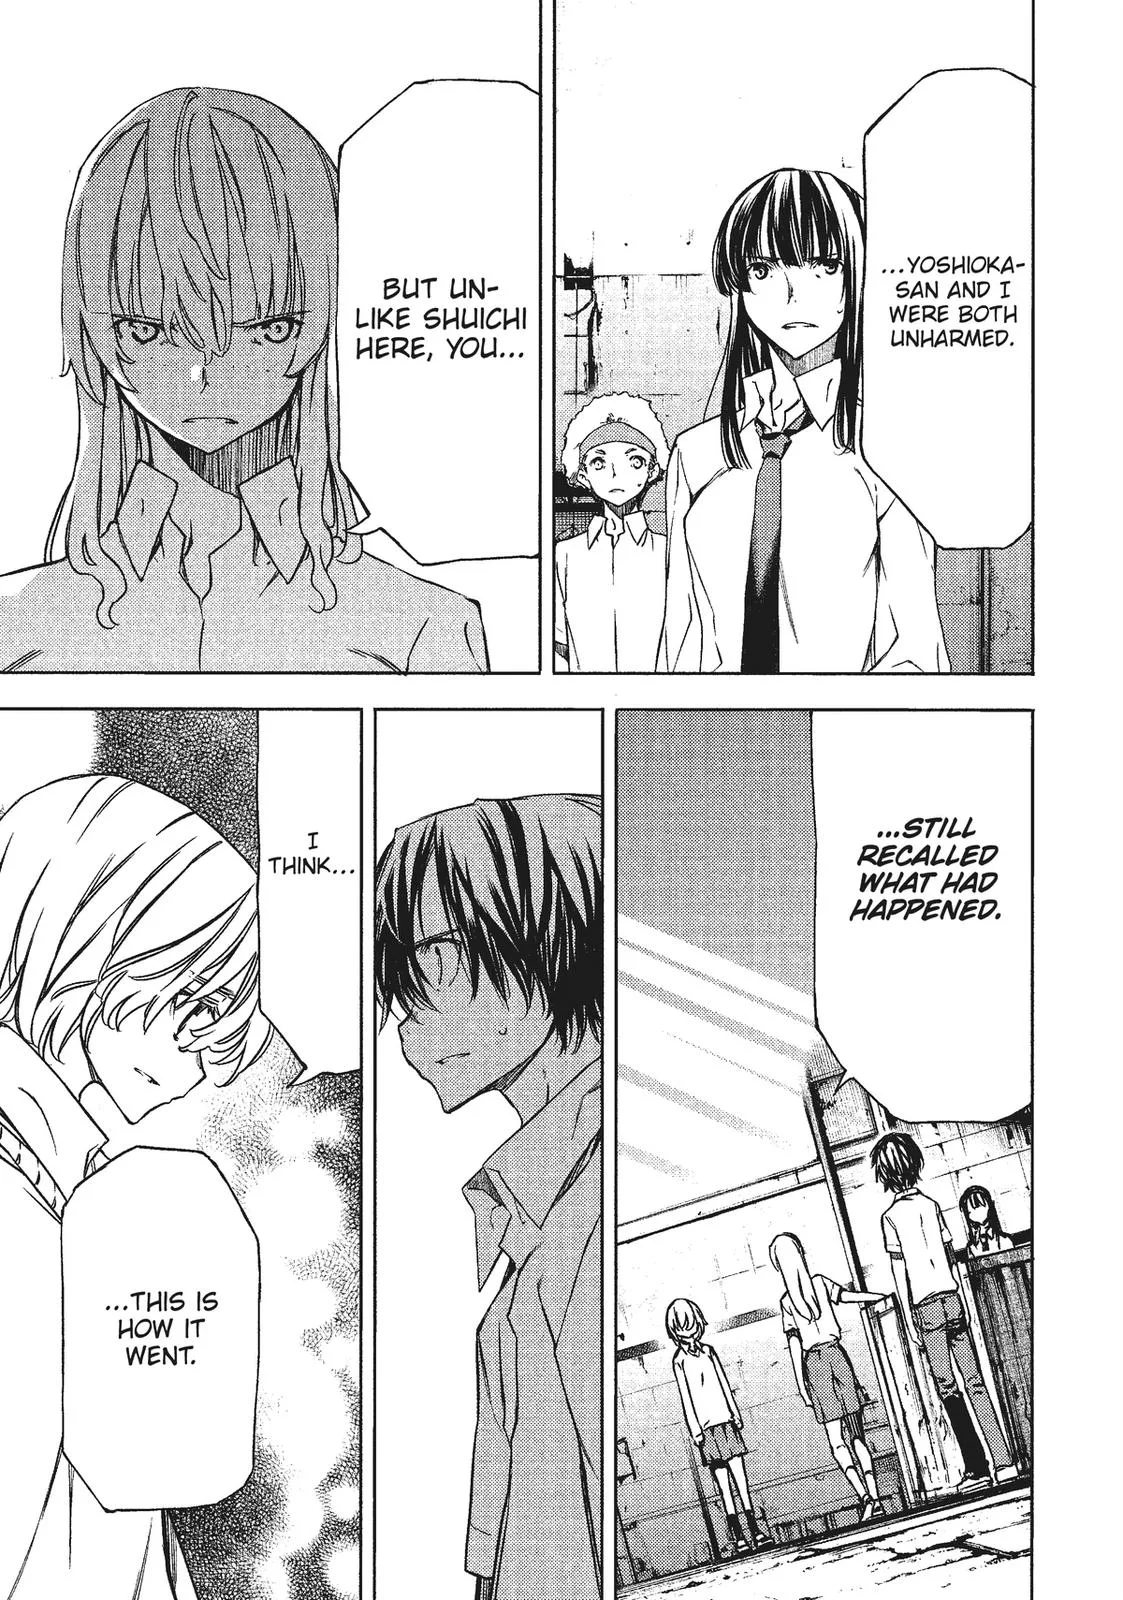 ...YOSHIOKA-
SAN AND I
WERE BOTH
UNHARMED.
BUT UN-
LIKE SHUICHI
HERE, YOU...
...STILL
RECALLED
WHAT HAD
HAPPENED.
I
THINK...
...THIS IS
HOW IT
WENT.